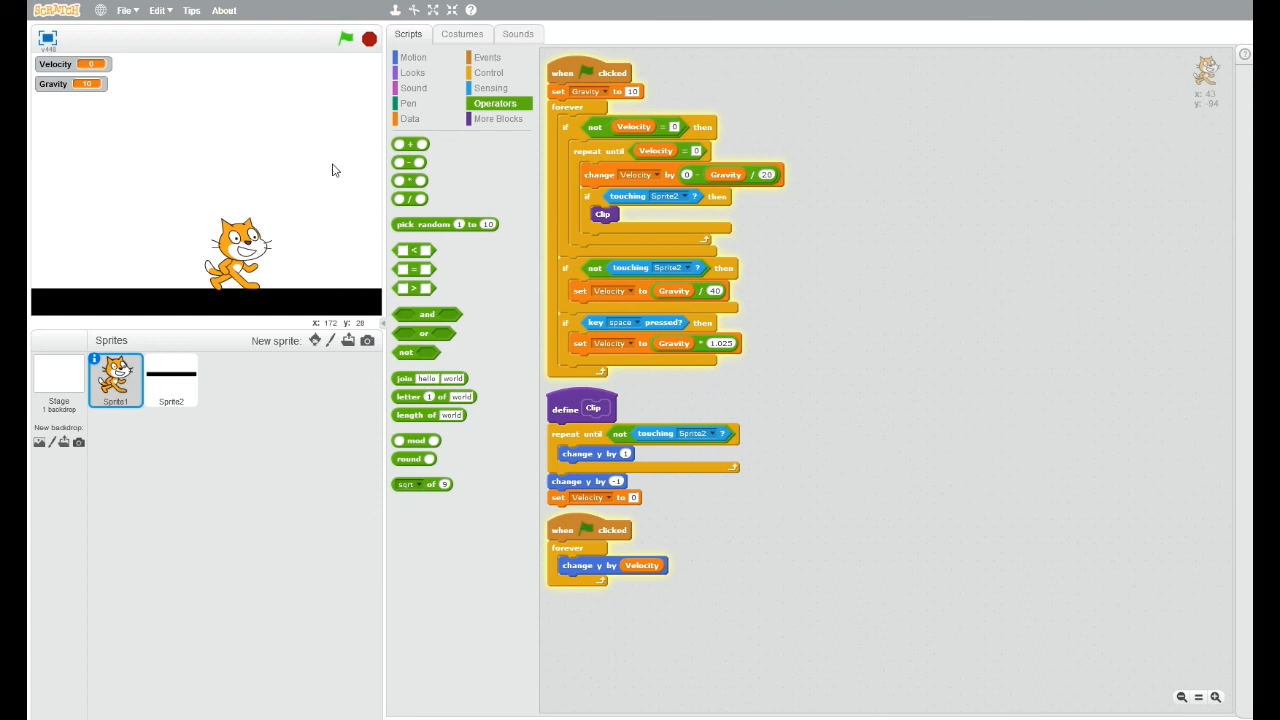 SCRATCH File Edit Tips About
v448
Velocity 0
Gravity 10
X: 172 y: 28
Sprites New sprite:
Stage
1 backdrop
New backdrop:
Sprite1
Sprite2
Scripts Costumes Sounds
Motion Events
Looks Control
Sound Sensing
Pen Operators
Data More Blocks
+
-
*
/
pick random 1 to 10
<
=
>
and
or
not
join hello world
letter 1 of world
length of world
mod
round
sqrt of 9
when clicked
set Gravity to 10
forever
if not Velocity = 0 then
repeat until Velocity = 0
change Velocity by 0 - Gravity / 20
if touching Sprite2 ? then
Clip
if not touching Sprite2 ? then
set Velocity to Gravity / 40
if key space pressed? then
set Velocity to Gravity * 1.025
define Clip
repeat until not touching Sprite2 ?
change y by 1
change y by -1
set Velocity to 0
when clicked
forever
change y by Velocity
x: 43
y: -94